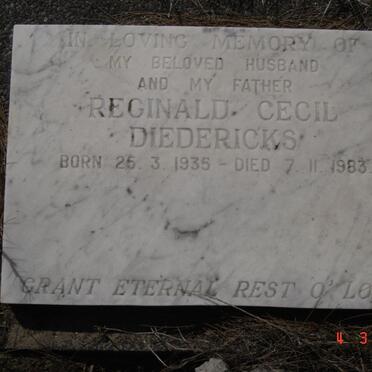 IN LOVING MEMORY OF
MY BELOVED HUSBAND
AND MY FATHER
REGINALD CECIL
DIEDERICKS
BORN 25. 3. 1935 - DIED 7. 11. 1983
GRANT ETERNAL REST O' LO
4 3